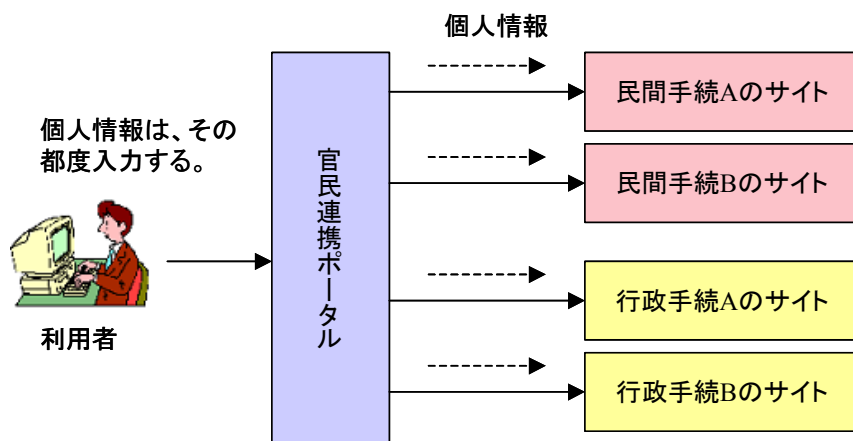 個人情報
個人情報は、その
都度入力する。
利用者
官民連携ポータル
民間手続Aのサイト
民間手続Bのサイト
行政手続Aのサイト
行政手続Bのサイト